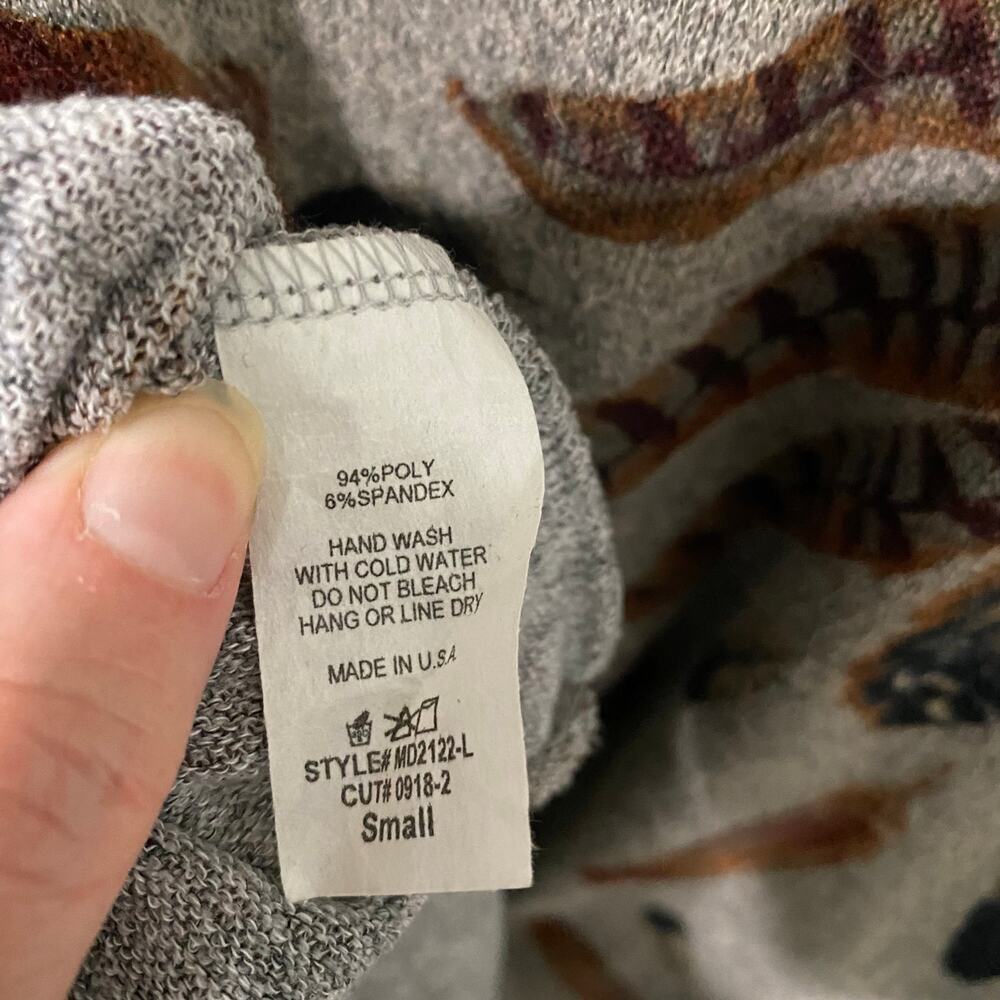 94%POLY
6%SPANDEX
HAND WASH
WITH COLD WATER
DO NOT BLEACH
HANG OR LINE DRY
MADE IN U.S.A
STYLE# MD2122-L
CUT# 0918-2
Small